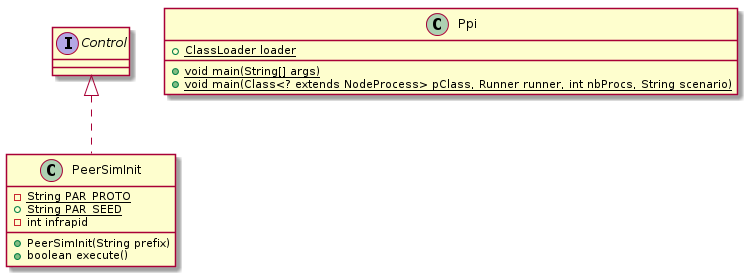 I Control
C Ppi
ClassLoader loader
void main(String[] args)
void main(Class<? extends NodeProcess> pClass, Runner runner, int nbProcs, String scenario)
C PeerSimInit
String PAR_PROTO
String PAR_SEED
int infrapid
PeerSimInit(String prefix)
boolean execute()